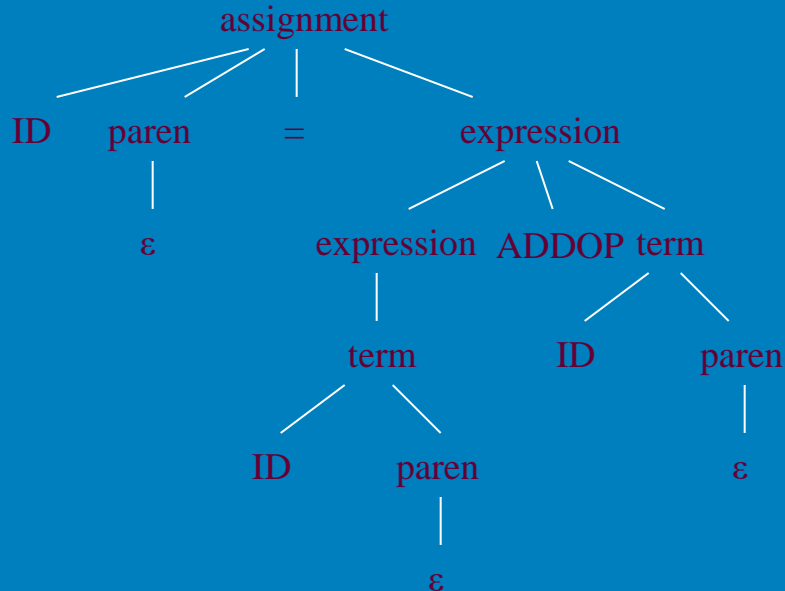 assignment
ID paren = expression
ε expression ADDOP term
term ID paren
ID paren ε
ε